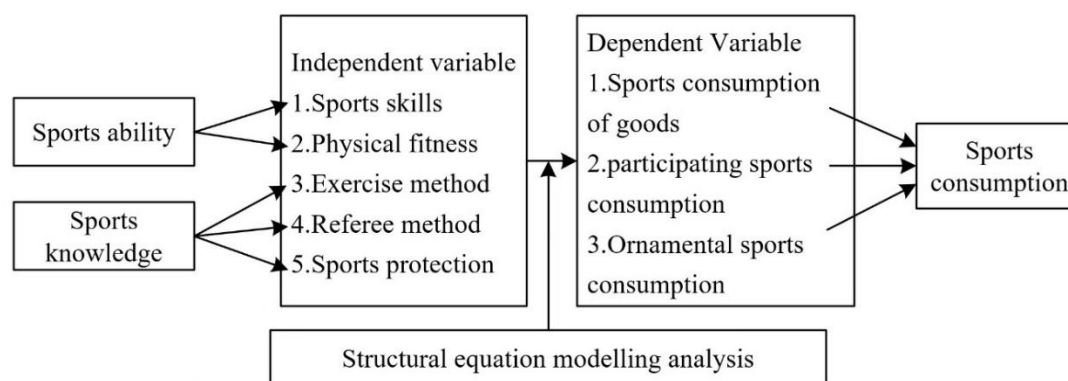 Sports ability
Sports
knowledge
Independent variable
1.Sports skills
2.Physical fitness
3.Exercise method
4.Referee method
5.Sports protection
Dependent Variable
1.Sports consumption
of goods
2.participating sports
consumption
3.Ornamental sports
consumption
Sports
consumption
Structural equation modelling analysis